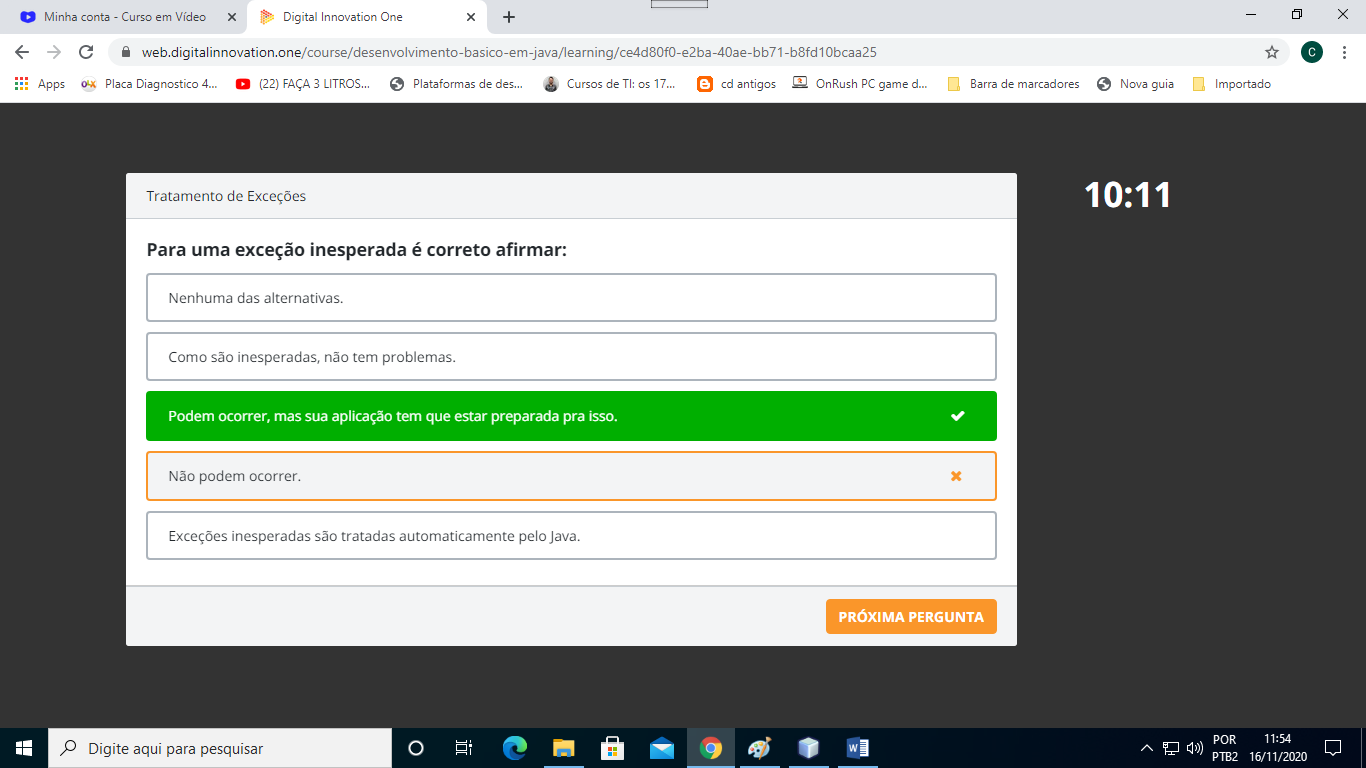 Minha conta - Curso em Vídeo
Digital Innovation One
web.digitalinnovation.one/course/desenvolvimento-basico-em-java/learning/ce4d80f0-e2ba-40ae-bb71-b8fd10bcaa25
C
Apps
OLX
Placa Diagnostico 4...
(22) FAÇA 3 LITROS...
Plataformas de des...
Cursos de TI: os 17...
cd antigos
OnRush PC game d...
Barra de marcadores
Nova guia
Importado
Tratamento de Exceções
10:11
Para uma exceção inesperada é correto afirmar:
Nenhuma das alternativas.
Como são inesperadas, não tem problemas.
Podem ocorrer, mas sua aplicação tem que estar preparada pra isso.
Não podem ocorrer.
Exceções inesperadas são tratadas automaticamente pelo Java.
PRÓXIMA PERGUNTA
Digite aqui para pesquisar
POR
PTB2
11:54
16/11/2020